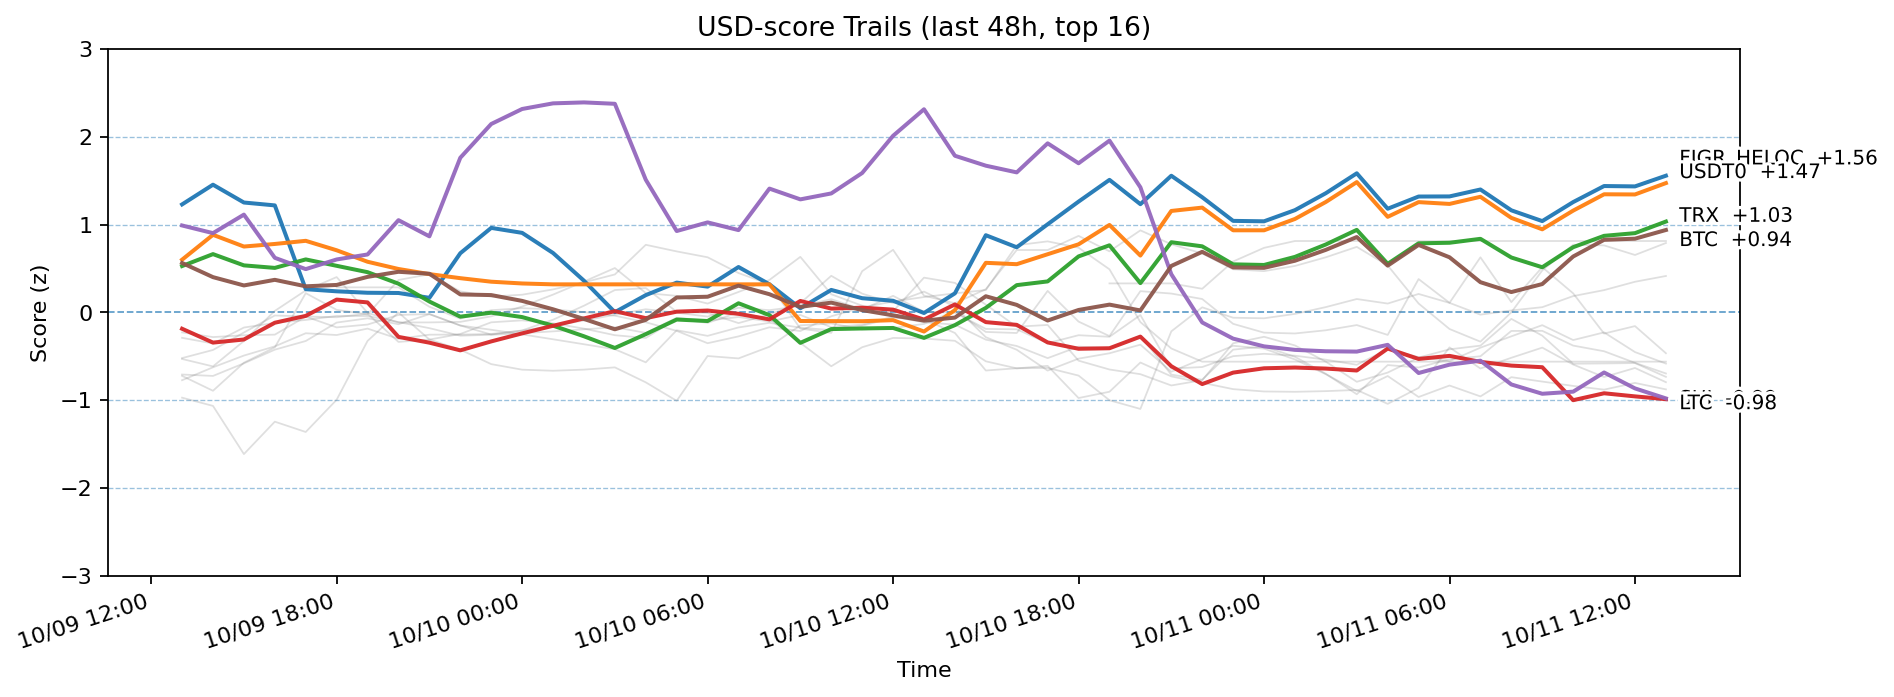 USD-score Trails (last 48h, top 16)
3
2
1
0
−1
−2
−3
Score (z)
FIGR_HELOC +1.56
USDT0 +1.47
TRX +1.03
BTC +0.94
LTC -0.98
10/09 12:00
10/09 18:00
10/10 00:00
10/10 06:00
10/10 12:00
10/10 18:00
10/11 00:00
10/11 06:00
10/11 12:00
Time